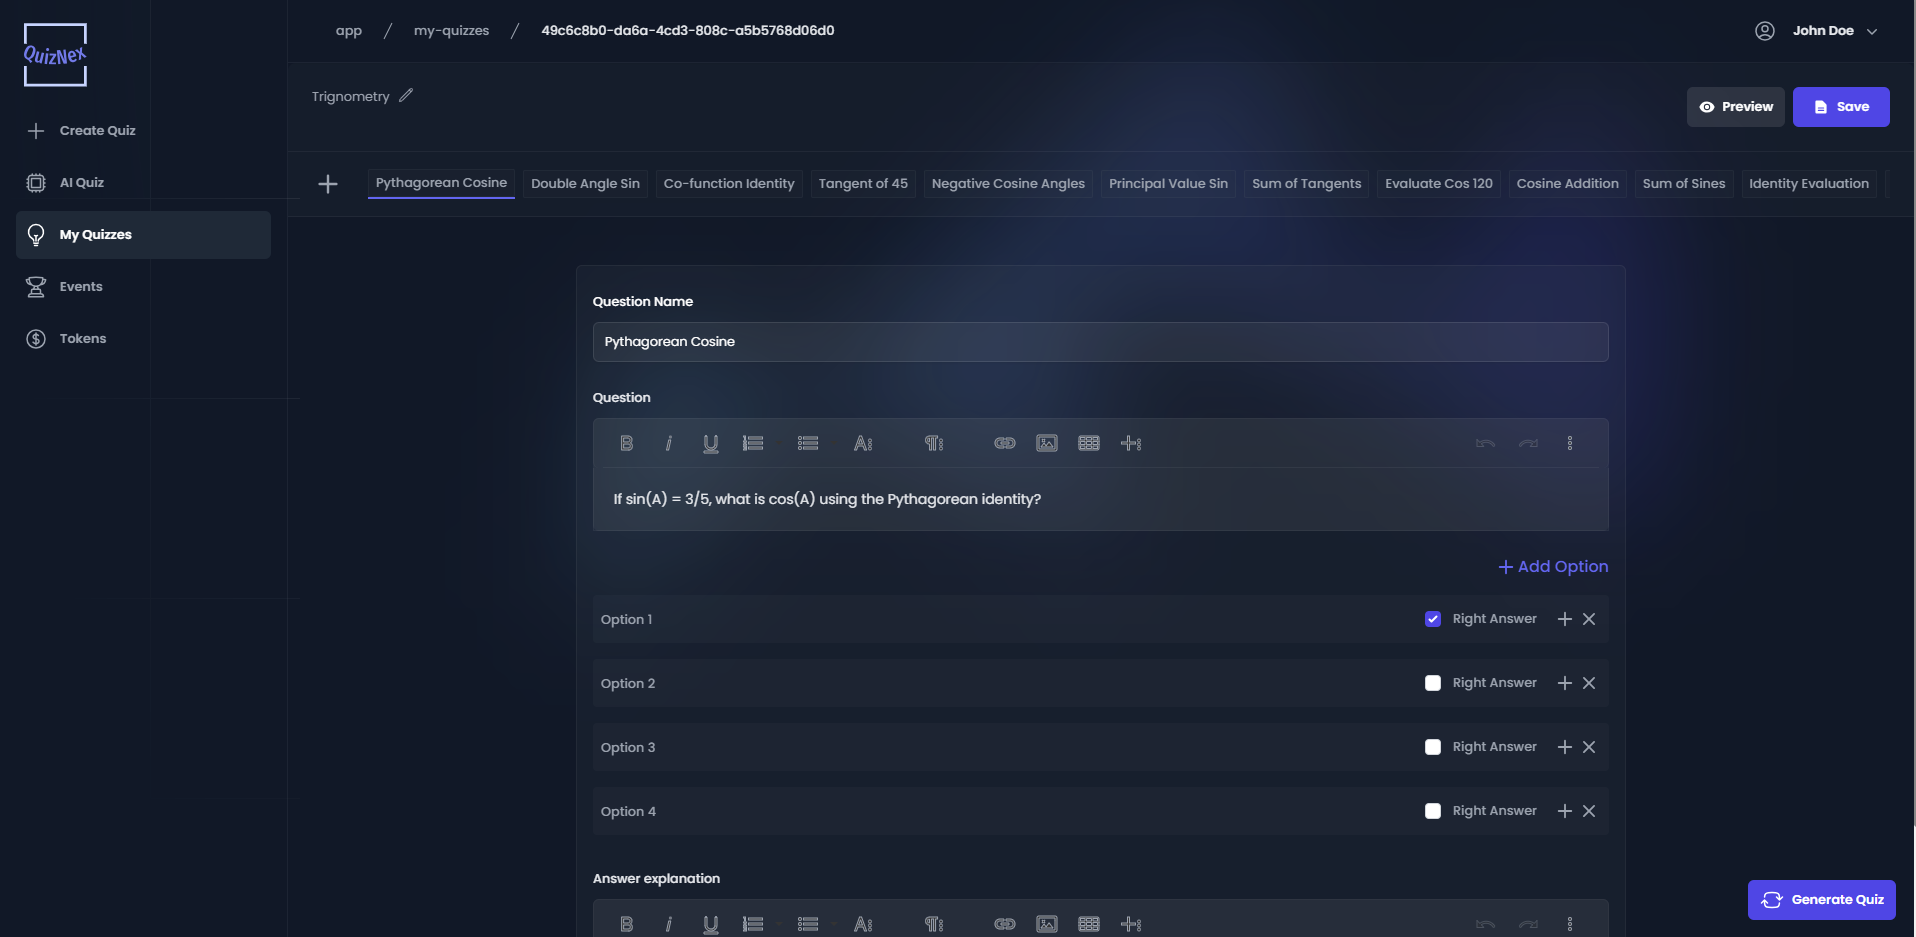 QuizNex
app / my-quizzes / 49c6c8b0-da6a-4cd3-808c-a5b5768d06d0
John Doe
Create Quiz
AI Quiz
My Quizzes
Events
Tokens
Trignometry
Preview
Save
Pythagorean Cosine Double Angle Sin Co-function Identity Tangent of 45 Negative Cosine Angles Principal Value Sin Sum of Tangents Evaluate Cos 120 Cosine Addition Sum of Sines Identity Evaluation
Question Name
Pythagorean Cosine
Question
If sin(A) = 3/5, what is cos(A) using the Pythagorean identity?
+ Add Option
Option 1 Right Answer
Option 2 Right Answer
Option 3 Right Answer
Option 4 Right Answer
Answer explanation
Generate Quiz